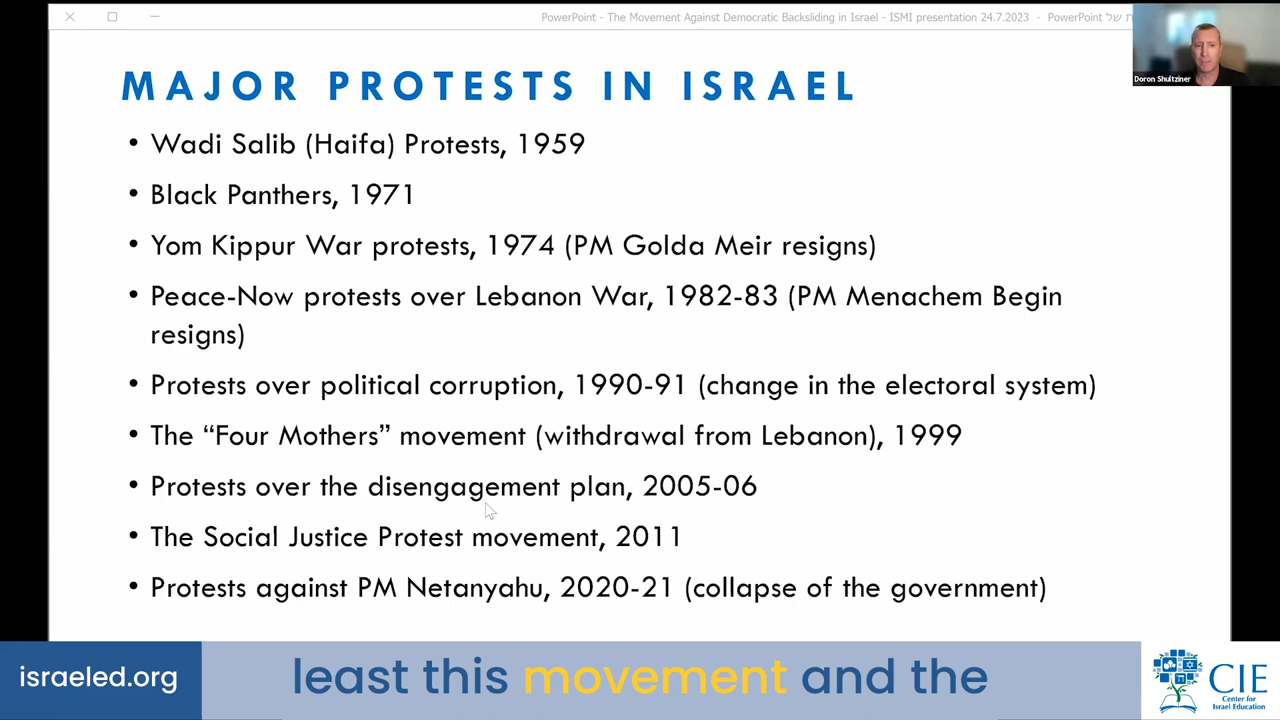 PowerPoint - The Movement Against Democratic Backsliding in Israel - ISMI presentation 24.7.2023 - PowerPoint של
Doron Shultziner
MAJOR PROTESTS IN ISRAEL
• Wadi Salib (Haifa) Protests, 1959
• Black Panthers, 1971
• Yom Kippur War protests, 1974 (PM Golda Meir resigns)
• Peace-Now protests over Lebanon War, 1982-83 (PM Menachem Begin
resigns)
• Protests over political corruption, 1990-91 (change in the electoral system)
• The “Four Mothers” movement (withdrawal from Lebanon), 1999
• Protests over the disengagement plan, 2005-06
• The Social Justice Protest movement, 2011
• Protests against PM Netanyahu, 2020-21 (collapse of the government)
israeled.org
least this movement and the
CIE
Center for
Israel Education